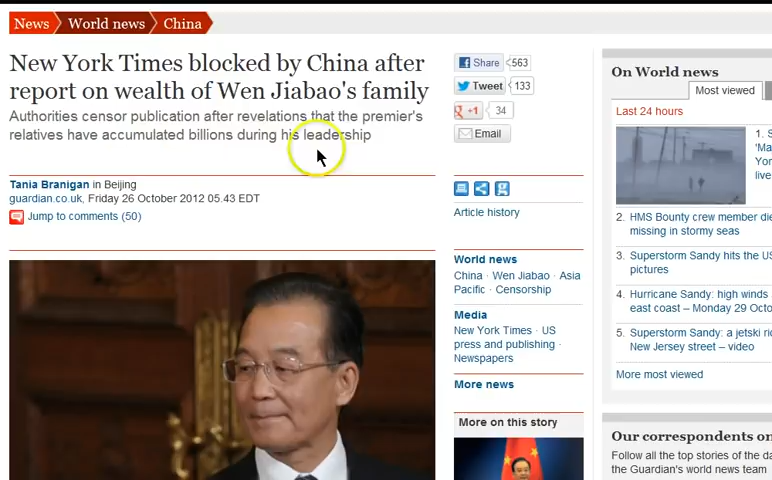 News World news China
New York Times blocked by China after
report on wealth of Wen Jiabao's family
Authorities censor publication after revelations that the premier's
relatives have accumulated billions during his leadership
Tania Branigan in Beijing
guardian.co.uk, Friday 26 October 2012 05.43 EDT
Jump to comments (50)
Share 563
Tweet 133
+1 34
Email
Article history
World news
China · Wen Jiabao · Asia
Pacific · Censorship
Media
New York Times · US
press and publishing ·
Newspapers
More news
More on this story
On World news
Most viewed
Last 24 hours
1.
2. HMS Bounty crew member
missing in stormy seas
3. Superstorm Sandy hits the
pictures
4. Hurricane Sandy: high winds
east coast – Monday 29
5. Superstorm Sandy: a jetski
New Jersey street – video
More most viewed
Our correspondents on
Follow all the top stories of the
the Guardian's world news team